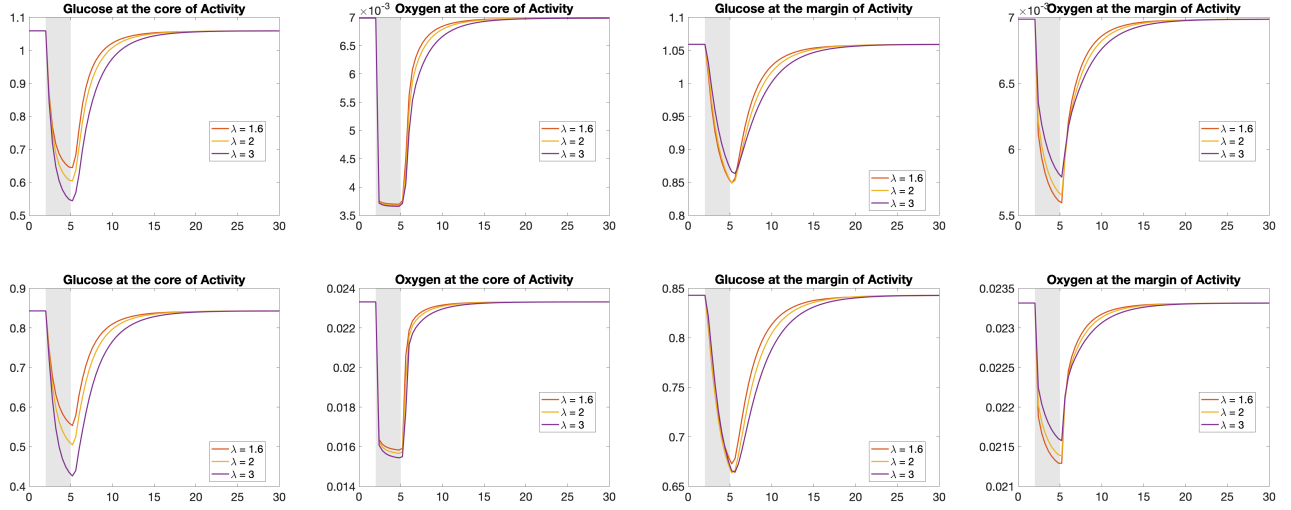 Glucose at the core of Activity
1.1
1
0.9
0.8
0.7
0.6
0.5
0 5 10 15 20 25 30
λ = 1.6
λ = 2
λ = 3
Oxygen at the core of Activity
7 ×10⁻³
6.5
6
5.5
5
4.5
4
3.5
0 5 10 15 20 25 30
λ = 1.6
λ = 2
λ = 3
Glucose at the margin of Activity
1.1
1.05
1
0.95
0.9
0.85
0.8
0 5 10 15 20 25 30
λ = 1.6
λ = 2
λ = 3
Oxygen at the margin of Activity
7 ×10⁻³
6.5
6
5.5
0 5 10 15 20 25 30
λ = 1.6
λ = 2
λ = 3
Glucose at the core of Activity
0.9
0.8
0.7
0.6
0.5
0.4
0 5 10 15 20 25 30
λ = 1.6
λ = 2
λ = 3
Oxygen at the core of Activity
0.024
0.022
0.02
0.018
0.016
0.014
0 5 10 15 20 25 30
λ = 1.6
λ = 2
λ = 3
Glucose at the margin of Activity
0.85
0.8
0.75
0.7
0.65
0 5 10 15 20 25 30
λ = 1.6
λ = 2
λ = 3
Oxygen at the margin of Activity
0.0235
0.023
0.0225
0.022
0.0215
0.021
0 5 10 15 20 25 30
λ = 1.6
λ = 2
λ = 3